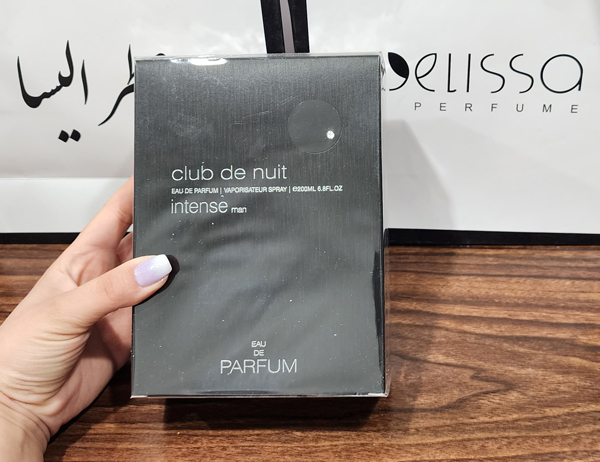 عطر اليسا
elissa
PERFUME
club de nuit
EAU DE PARFUM | VAPORISATEUR SPRAY | ℮200ML 6.8FL.OZ
intense man
EAU
DE
PARFUM